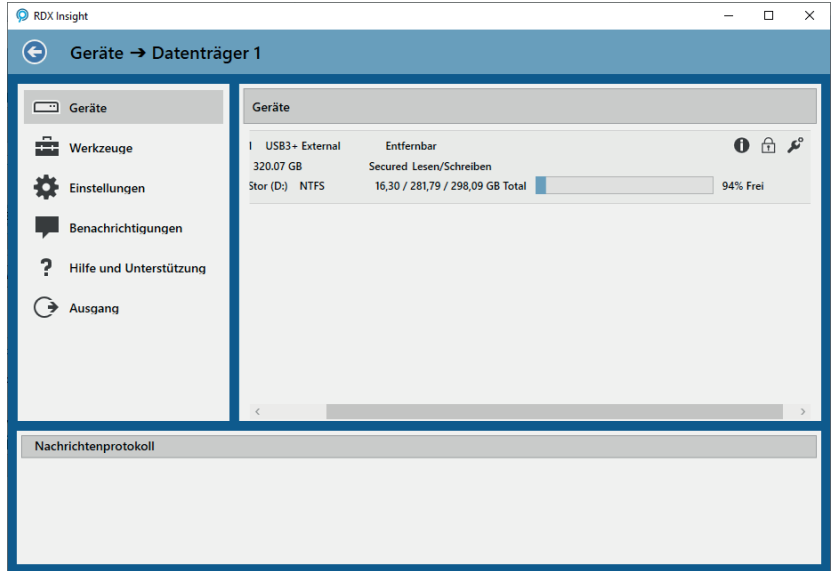 RDX Insight
Geräte → Datenträger 1
Geräte
Werkzeuge
Einstellungen
Benachrichtigungen
Hilfe und Unterstützung
Ausgang
Geräte
USB3+ External Entfernbar
320.07 GB Secured Lesen/Schreiben
Stor (D:) NTFS 16,30 / 281,79 / 298,09 GB Total 94% Frei
Nachrichtenprotokoll